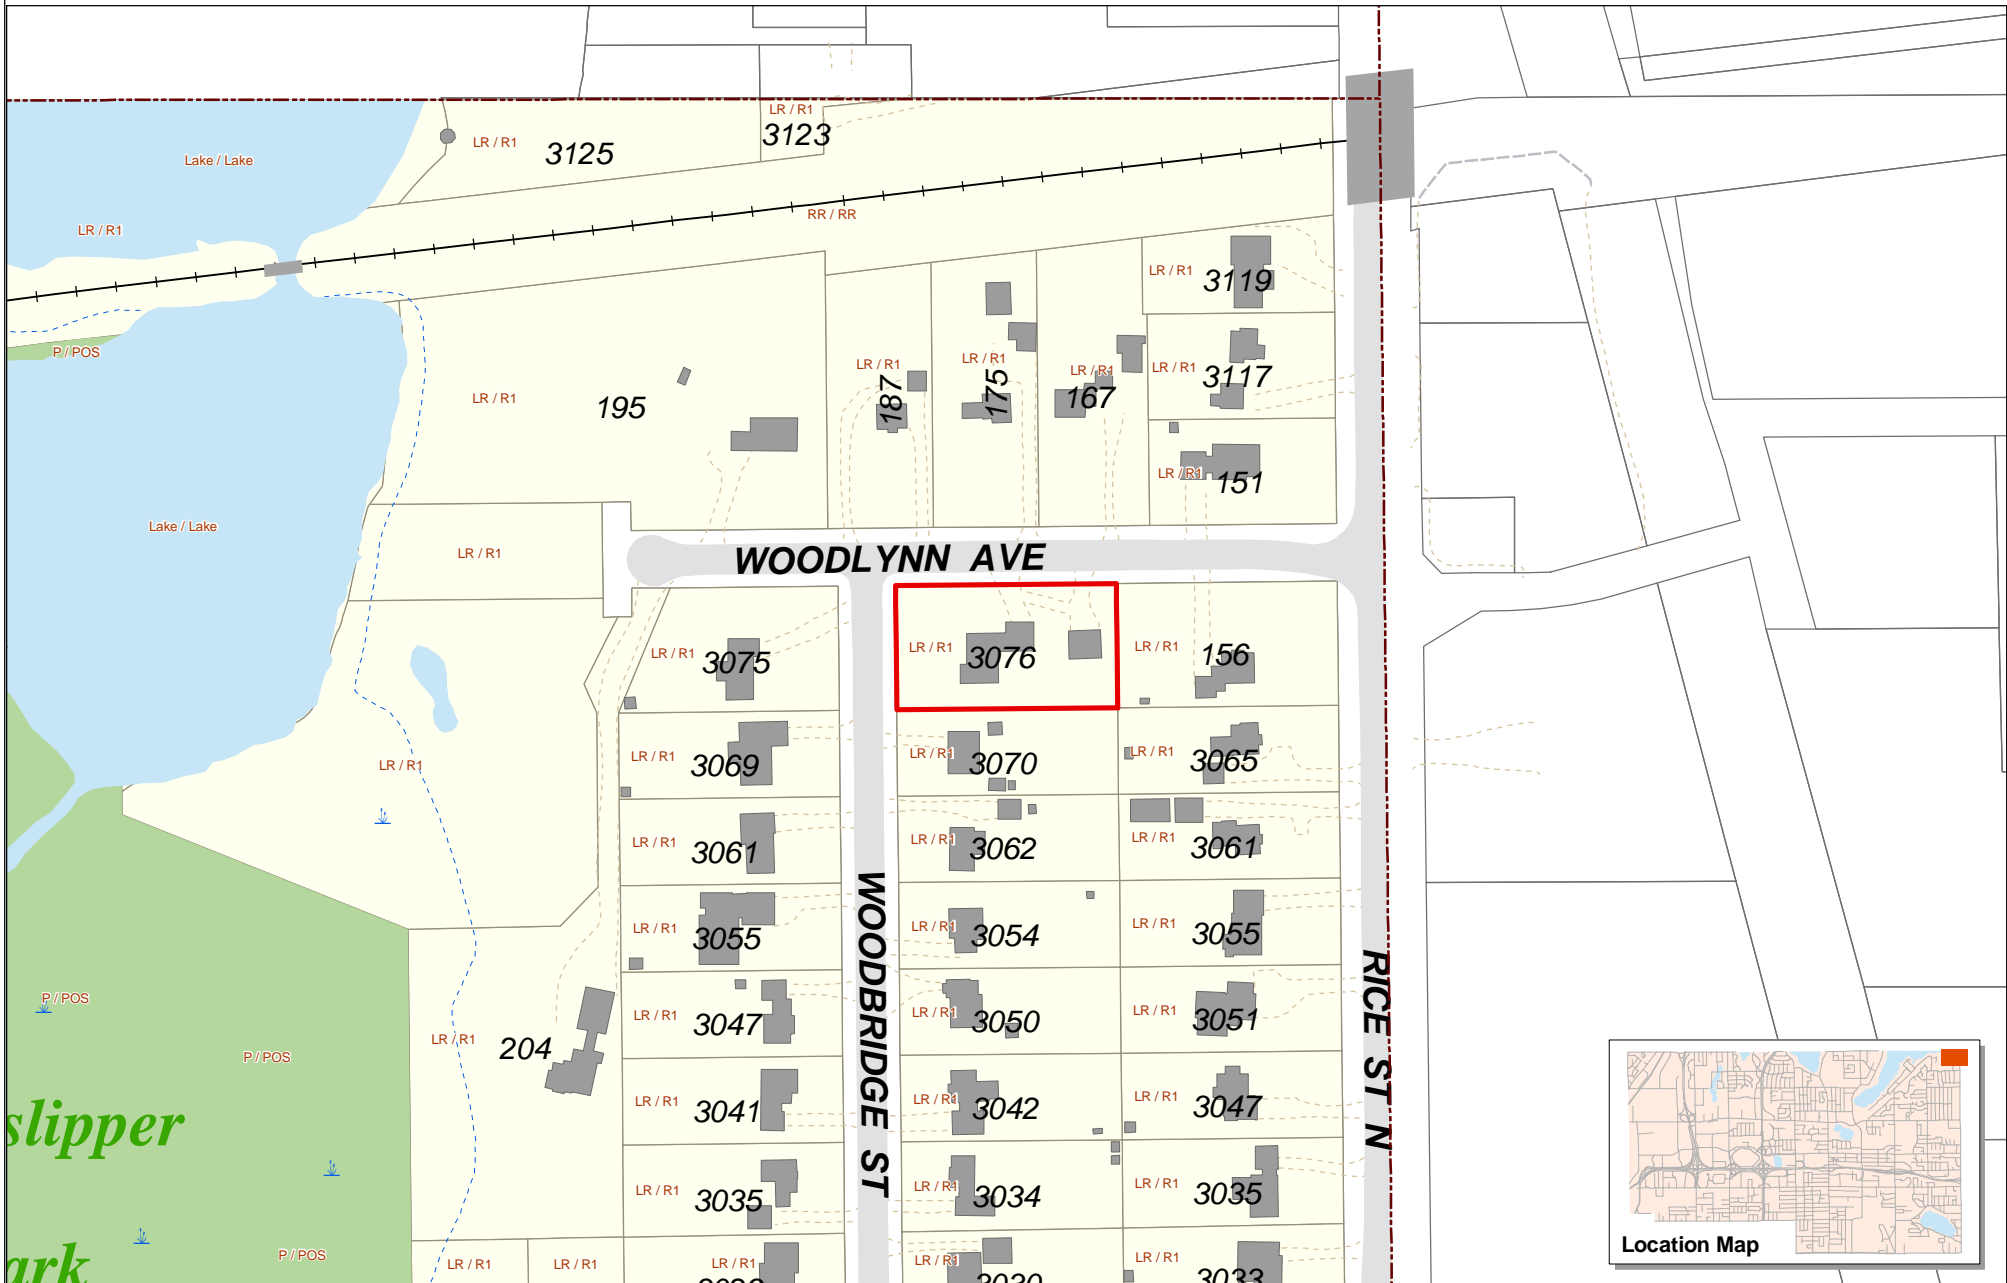 LR / R1
3123
LR / R1
3125
Lake / Lake
RR / RR
LR / R1
LR / R1
3119
P / POS
LR / R1
187
LR / R1
175
LR / R1
167
LR / R1
3117
LR / R1
195
LR / R1
151
Lake / Lake
LR / R1
WOODLYNN AVE
LR / R1
3075
LR / R1
3076
LR / R1
156
LR / R1
LR / R1
3069
LR / R1
3070
LR / R1
3065
LR / R1
3061
LR / R1
3062
LR / R1
3061
LR / R1
3055
LR / R1
3054
LR / R1
3055
WOODBRIDGE ST
RICE ST N
P / POS
LR / R1
204
LR / R1
3047
LR / R1
3050
LR / R1
3051
P / POS
LR / R1
3041
LR / R1
3042
LR / R1
3047
slipper
LR / R1
3035
LR / R1
3034
LR / R1
3035
ark
P / POS
LR / R1
LR / R1
LR / R1
LR / R1
3030
LR / R1
3033
Location Map